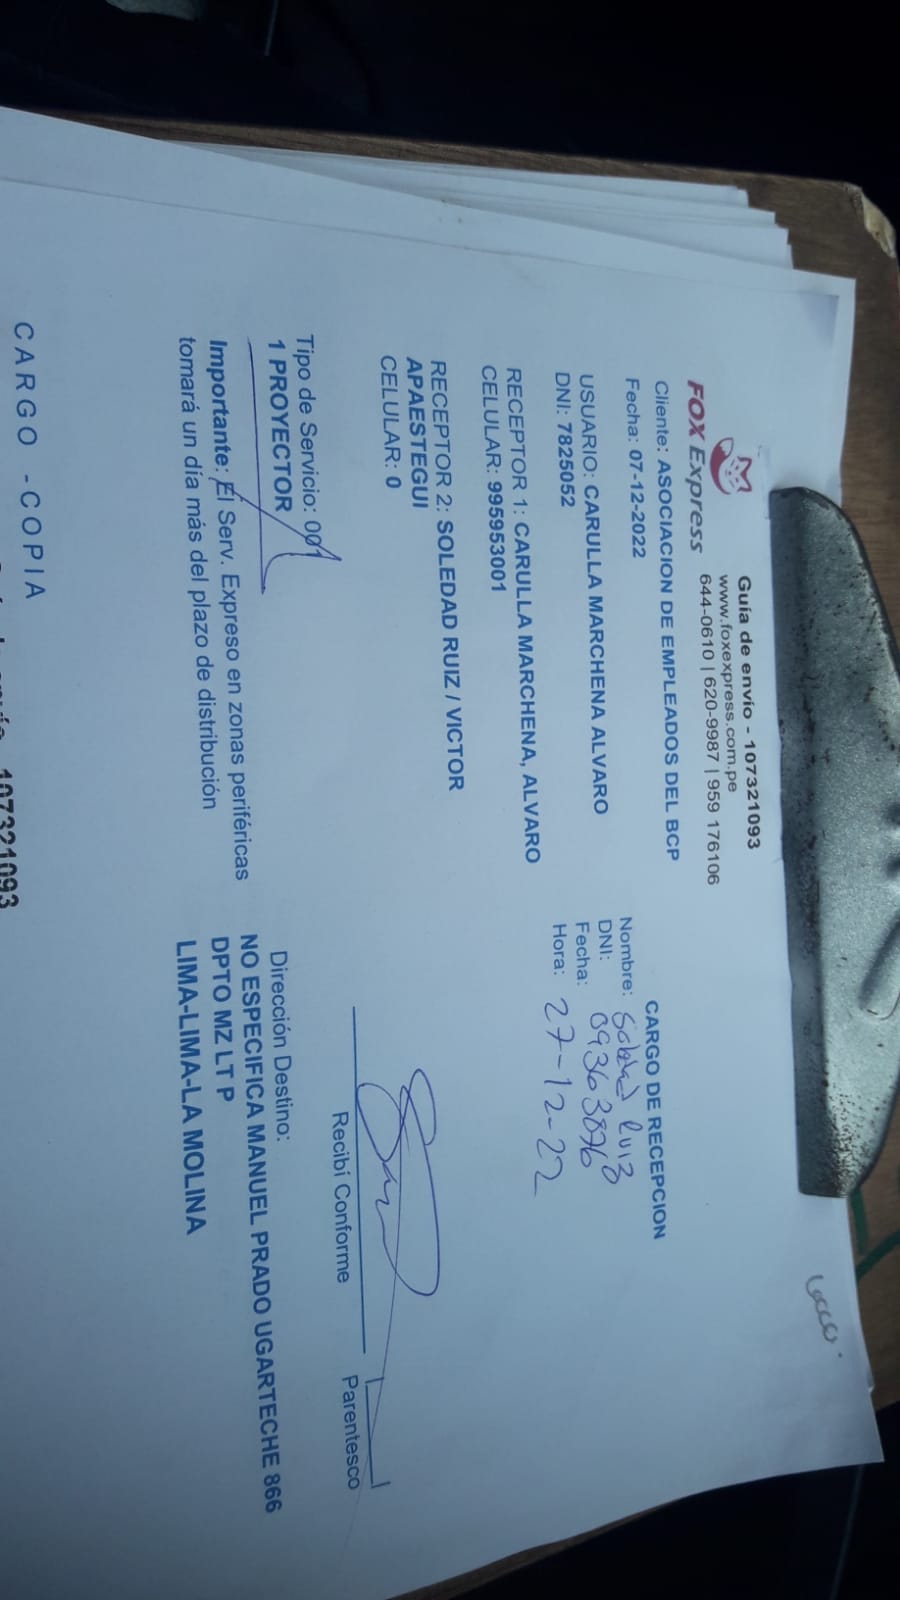 Guía de envío - 107321093
www.foxexpress.com.pe
644-0610 | 620-9987 | 959 176106
FOX Express
Cliente: ASOCIACION DE EMPLEADOS DEL BCP
Fecha: 07-12-2022
USUARIO: CARULLA MARCHENA ALVARO
DNI: 7825052
RECEPTOR 1: CARULLA MARCHENA, ALVARO
CELULAR: 995953001
RECEPTOR 2: SOLEDAD RUIZ / VICTOR
APAESTEGUI
CELULAR: 0
Tipo de Servicio: 001
1 PROYECTOR
Importante: El Serv. Expreso en zonas periféricas
tomará un día más del plazo de distribución
CARGO DE RECEPCION
Nombre: Soledad Ruiz
DNI: 09363896
Fecha:
Hora: 27-12-22
Recibí Conforme
Parentesco
Dirección Destino:
NO ESPECIFICA MANUEL PRADO UGARTECHE 866
DPTO MZ LT P
LIMA-LIMA-LA MOLINA
CARGO - COPIA
107321093